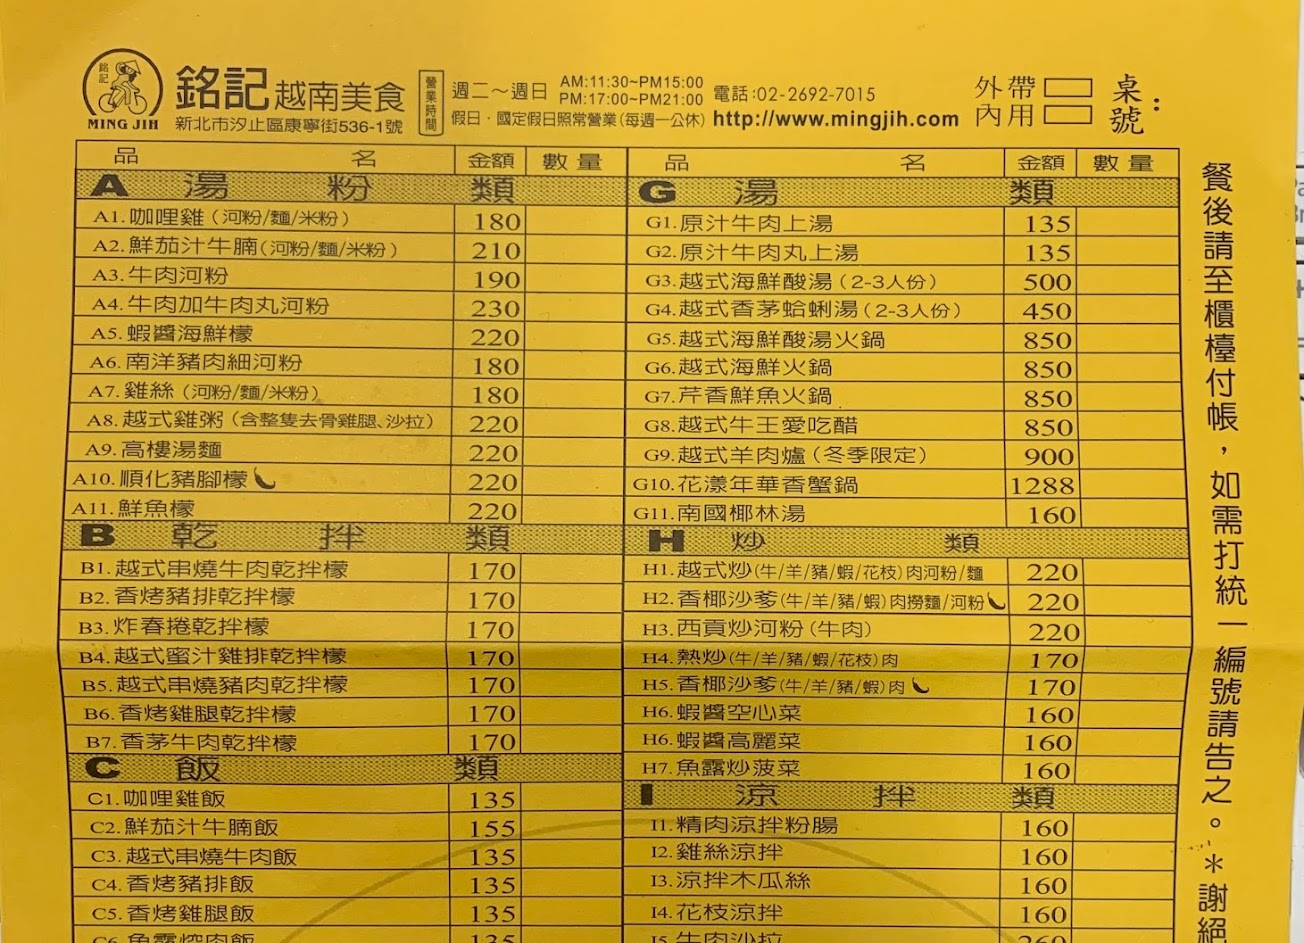 銘記
MING JIH
銘記越南美食
新北市汐止區康寧街536-1號
營業時間
週二～週日 AM:11:30~PM15:00
PM:17:00~PM21:00
電話:02-2692-7015
假日．國定假日照常營業(每週一公休) http://www.mingjih.com
外帶
內用
桌號：
品名 金額 數量
A 湯粉類
A1.咖哩雞(河粉/麵/米粉) 180
A2.鮮茄汁牛腩(河粉/麵/米粉) 210
A3.牛肉河粉 190
A4.牛肉加牛肉丸河粉 230
A5.蝦醬海鮮檬 220
A6.南洋豬肉細河粉 180
A7.雞絲(河粉/麵/米粉) 180
A8.越式雞粥(含整隻去骨雞腿、沙拉) 220
A9.高樓湯麵 220
A10.順化豬腳檬 220
A11.鮮魚檬 220
B 乾拌類
B1.越式串燒牛肉乾拌檬 170
B2.香烤豬排乾拌檬 170
B3.炸春捲乾拌檬 170
B4.越式蜜汁雞排乾拌檬 170
B5.越式串燒豬肉乾拌檬 170
B6.香烤雞腿乾拌檬 170
B7.香茅牛肉乾拌檬 170
C 飯類
C1.咖哩雞飯 135
C2.鮮茄汁牛腩飯 155
C3.越式串燒牛肉飯 135
C4.香烤豬排飯 135
C5.香烤雞腿飯 135
品名 金額 數量
G 湯類
G1.原汁牛肉上湯 135
G2.原汁牛肉丸上湯 135
G3.越式海鮮酸湯(2-3人份) 500
G4.越式香茅蛤蜊湯(2-3人份) 450
G5.越式海鮮酸湯火鍋 850
G6.越式海鮮火鍋 850
G7.芹香鮮魚火鍋 850
G8.越式牛王愛吃醋 850
G9.越式羊肉爐(冬季限定) 900
G10.花漾年華香蟹鍋 1288
G11.南國椰林湯 160
H 炒類
H1.越式炒(牛/羊/豬/蝦/花枝)肉河粉/麵 220
H2.香椰沙爹(牛/羊/豬/蝦)肉撈麵/河粉 220
H3.西貢炒河粉(牛肉) 220
H4.熱炒(牛/羊/豬/蝦/花枝)肉 170
H5.香椰沙爹(牛/羊/豬/蝦)肉 170
H6.蝦醬空心菜 160
H6.蝦醬高麗菜 160
H7.魚露炒菠菜 160
I 涼拌類
I1.精肉涼拌粉腸 160
I2.雞絲涼拌 160
I3.涼拌木瓜絲 160
I4.花枝涼拌 160
I5.牛肉沙拉 260
餐後請至櫃檯付帳，如需打統一編號請告之。＊謝絕